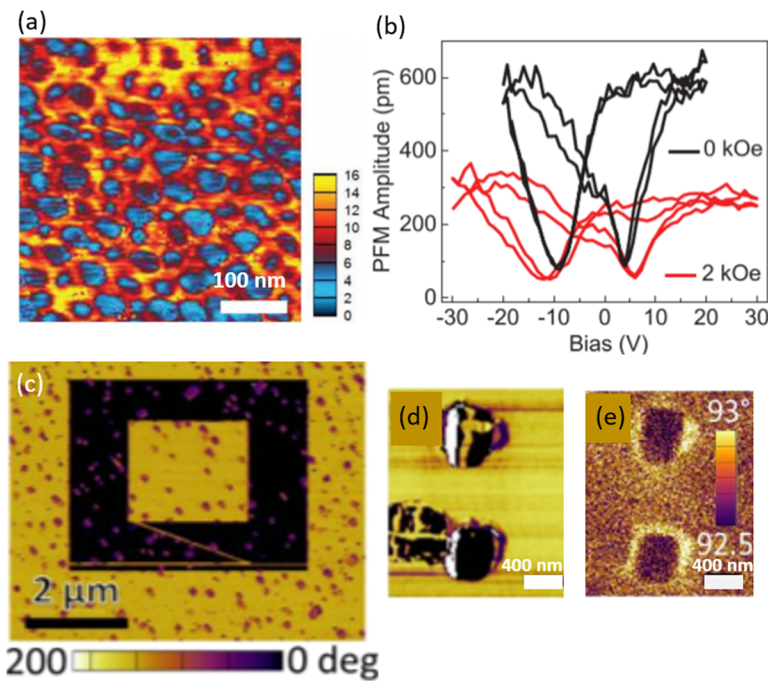 (a)
16
14
12
10
8
6
4
2
0
100 nm
(b)
PFM Amplitude (pm)
600
400
200
0
0 kOe
2 kOe
-30 -20 -10 0 10 20 30
Bias (V)
(c)
2 µm
200 0 deg
(d)
400 nm
(e)
93°
92.5
400 nm